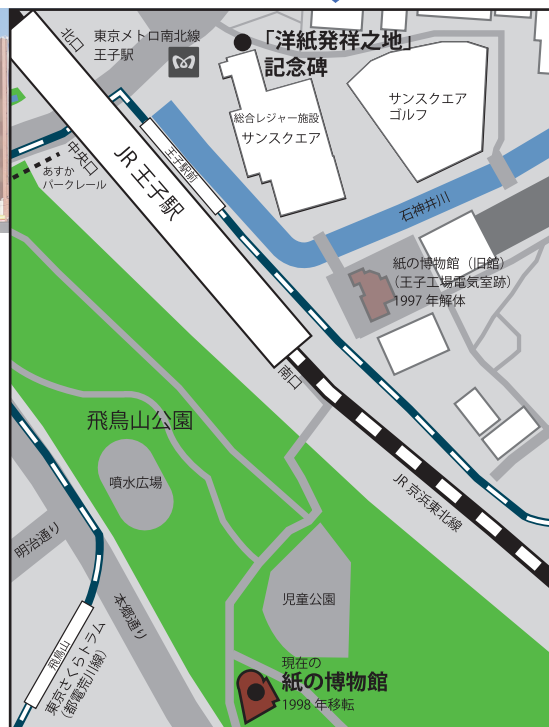 北口
東京メトロ南北線
王子駅
「洋紙発祥之地」
記念碑
総合レジャー施設
サンスクエア
サンスクエア
ゴルフ
中央口
あすか
パークレール
JR 王子駅
王子駅前
石神井川
紙の博物館（旧館）
（王子工場電気室跡）
1997 年解体
南口
飛鳥山公園
噴水広場
JR 京浜東北線
明治通り
本郷通り
児童公園
飛鳥山
東京さくらトラム
（都電荒川線）
現在の
紙の博物館
1998 年移転